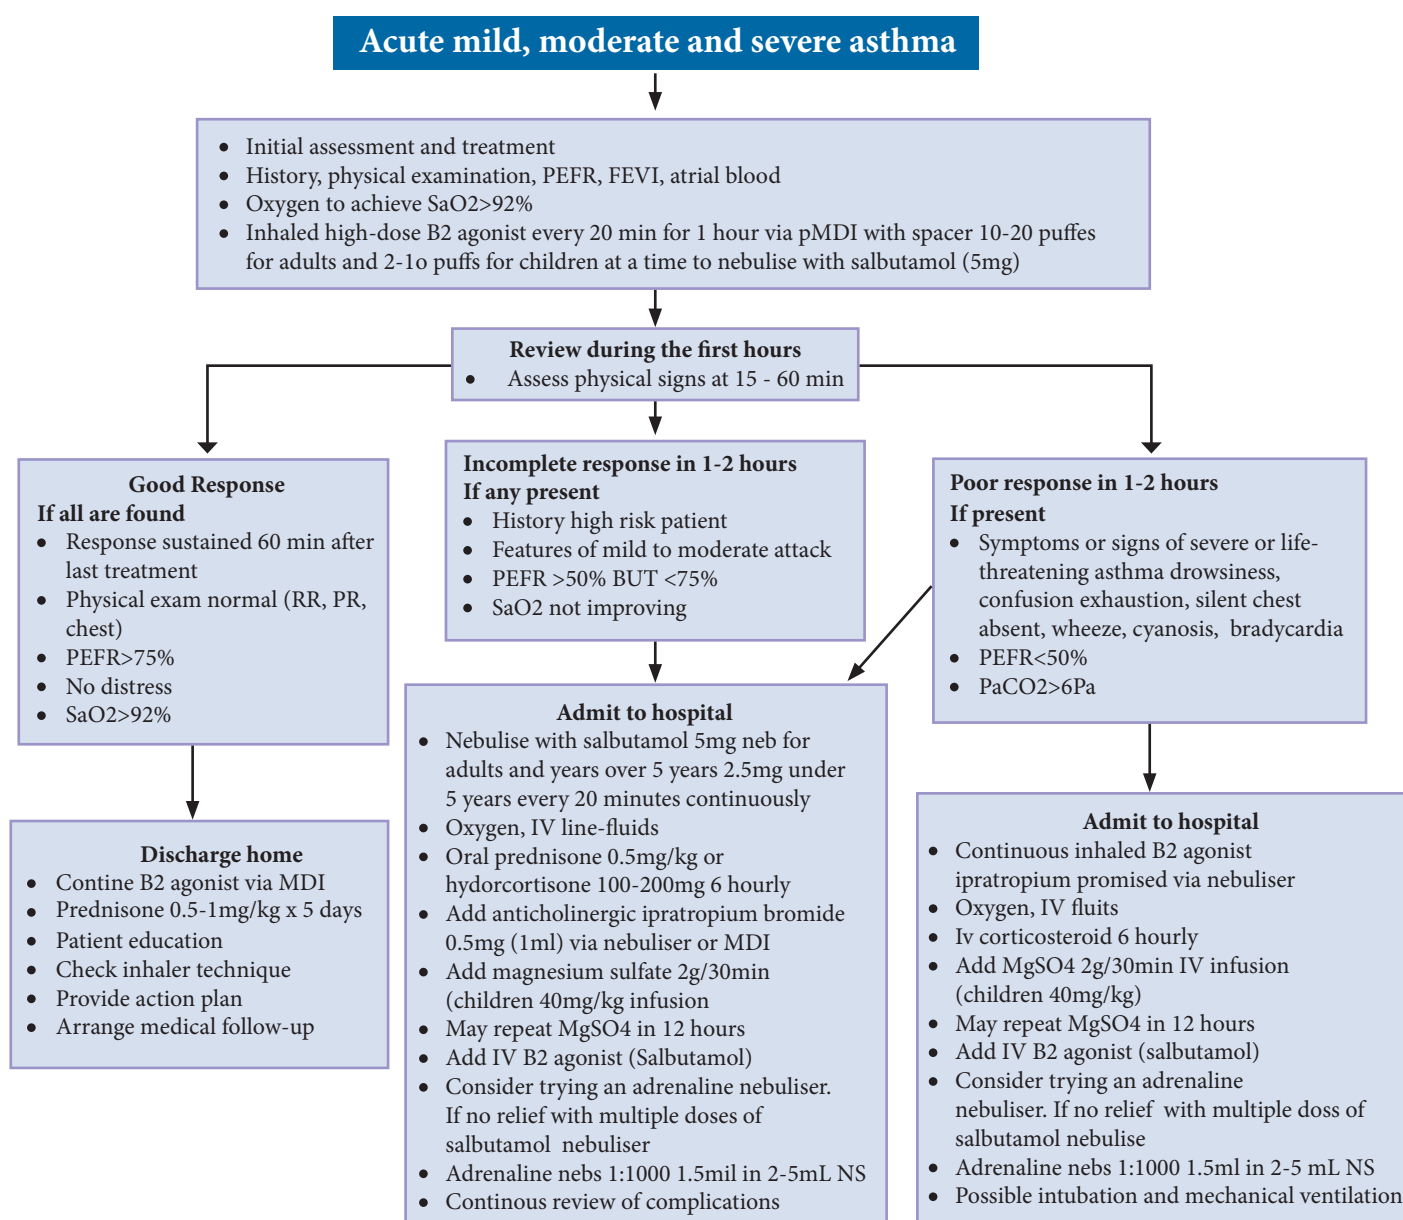 Acute mild, moderate and severe asthma
• Initial assessment and treatment
• History, physical examination, PEFR, FEVI, atrial blood
• Oxygen to achieve SaO2>92%
• Inhaled high-dose B2 agonist every 20 min for 1 hour via pMDI with spacer 10-20 puffes
for adults and 2-1o puffs for children at a time to nebulise with salbutamol (5mg)
Review during the first hours
• Assess physical signs at 15 - 60 min
Good Response
If all are found
• Response sustained 60 min after
last treatment
• Physical exam normal (RR, PR,
chest)
• PEFR>75%
• No distress
• SaO2>92%
Incomplete response in 1-2 hours
If any present
• History high risk patient
• Features of mild to moderate attack
• PEFR >50% BUT <75%
• SaO2 not improving
Poor response in 1-2 hours
If present
• Symptoms or signs of severe or life-
threatening asthma drowsiness,
confusion exhaustion, silent chest
absent, wheeze, cyanosis, bradycardia
• PEFR<50%
• PaCO2>6Pa
Discharge home
• Contine B2 agonist via MDI
• Prednisone 0.5-1mg/kg x 5 days
• Patient education
• Check inhaler technique
• Provide action plan
• Arrange medical follow-up
Admit to hospital
• Nebulise with salbutamol 5mg neb for
adults and years over 5 years 2.5mg under
5 years every 20 minutes continuously
• Oxygen, IV line-fluids
• Oral prednisone 0.5mg/kg or
hydorcortisone 100-200mg 6 hourly
• Add anticholinergic ipratropium bromide
0.5mg (1ml) via nebuliser or MDI
• Add magnesium sulfate 2g/30min
(children 40mg/kg infusion
• May repeat MgSO4 in 12 hours
• Add IV B2 agonist (Salbutamol)
• Consider trying an adrenaline nebuliser.
If no relief with multiple doses of
salbutamol nebuliser
• Adrenaline nebs 1:1000 1.5mil in 2-5mL NS
• Continous review of complications
Admit to hospital
• Continuous inhaled B2 agonist
ipratropium promised via nebuliser
• Oxygen, IV fluits
• Iv corticosteroid 6 hourly
• Add MgSO4 2g/30min IV infusion
(children 40mg/kg)
• May repeat MgSO4 in 12 hours
• Add IV B2 agonist (salbutamol)
• Consider trying an adrenaline
nebuliser. If no relief with multiple doss of
salbutamol nebulise
• Adrenaline nebs 1:1000 1.5ml in 2-5 mL NS
• Possible intubation and mechanical ventilation